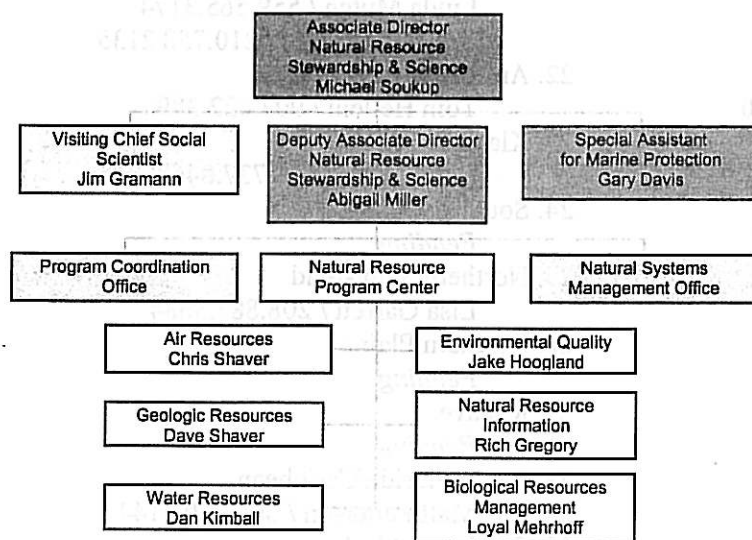 Associate Director
Natural Resource
Stewardship & Science
Michael Soukup
Visiting Chief Social
Scientist
Jim Gramann
Deputy Associate Director
Natural Resource
Stewardship & Science
Abigail Miller
Special Assistant
for Marine Protection
Gary Davis
Program Coordination
Office
Natural Resource
Program Center
Natural Systems
Management Office
Air Resources
Chris Shaver
Environmental Quality
Jake Hoogland
Geologic Resources
Dave Shaver
Natural Resource
Information
Rich Gregory
Water Resources
Dan Kimball
Biological Resources
Management
Loyal Mehrhoff